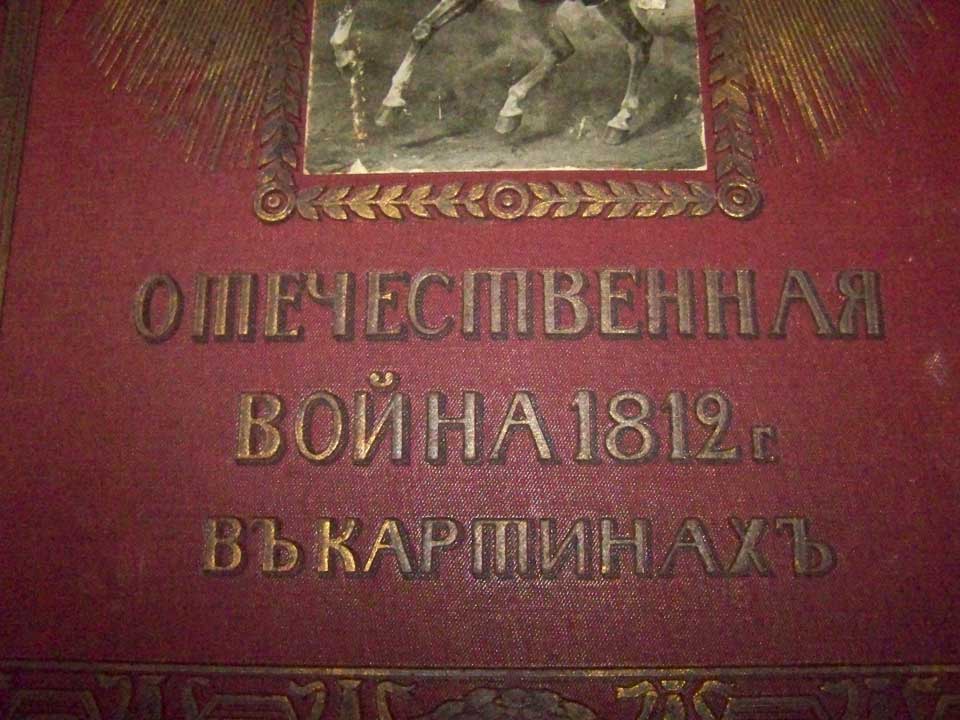 ОТЕЧЕСТВЕННАЯ
ВОЙНА 1812 г.
ВЪ КАРТИНАХЪ